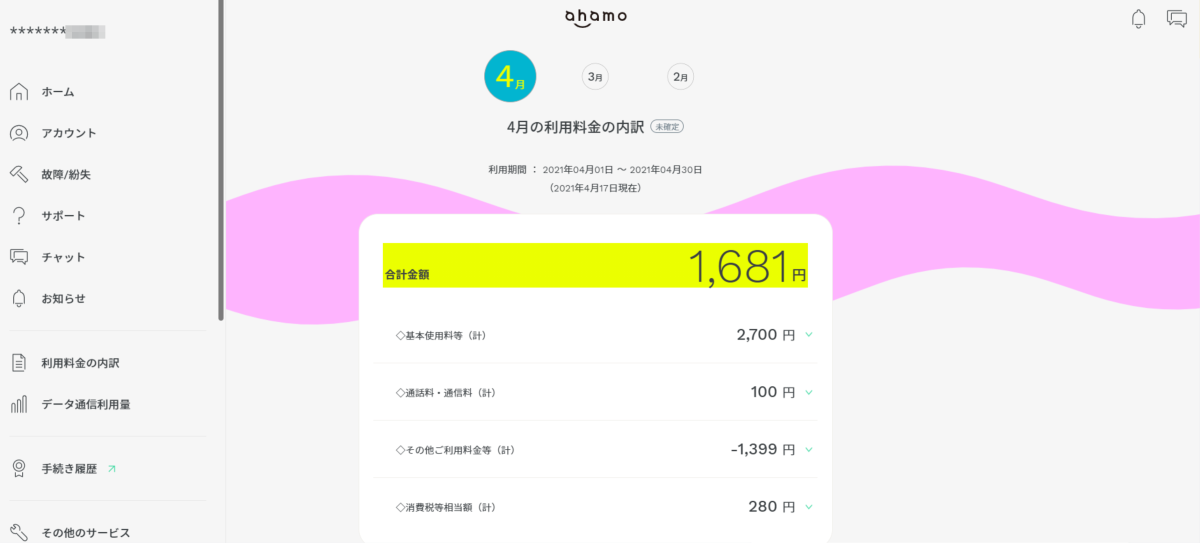 *******
ホーム
アカウント
故障/紛失
サポート
チャット
お知らせ
利用料金の内訳
データ通信利用量
手続き履歴
その他のサービス
ahamo
4月
3月
2月
4月の利用料金の内訳 未確定
利用期間 : 2021年04月01日 〜 2021年04月30日
(2021年4月17日現在)
合計金額 1,681 円
◇基本使用料等（計） 2,700 円
◇通話料・通信料（計） 100 円
◇その他ご利用料金等（計） -1,399 円
◇消費税等相当額（計） 280 円